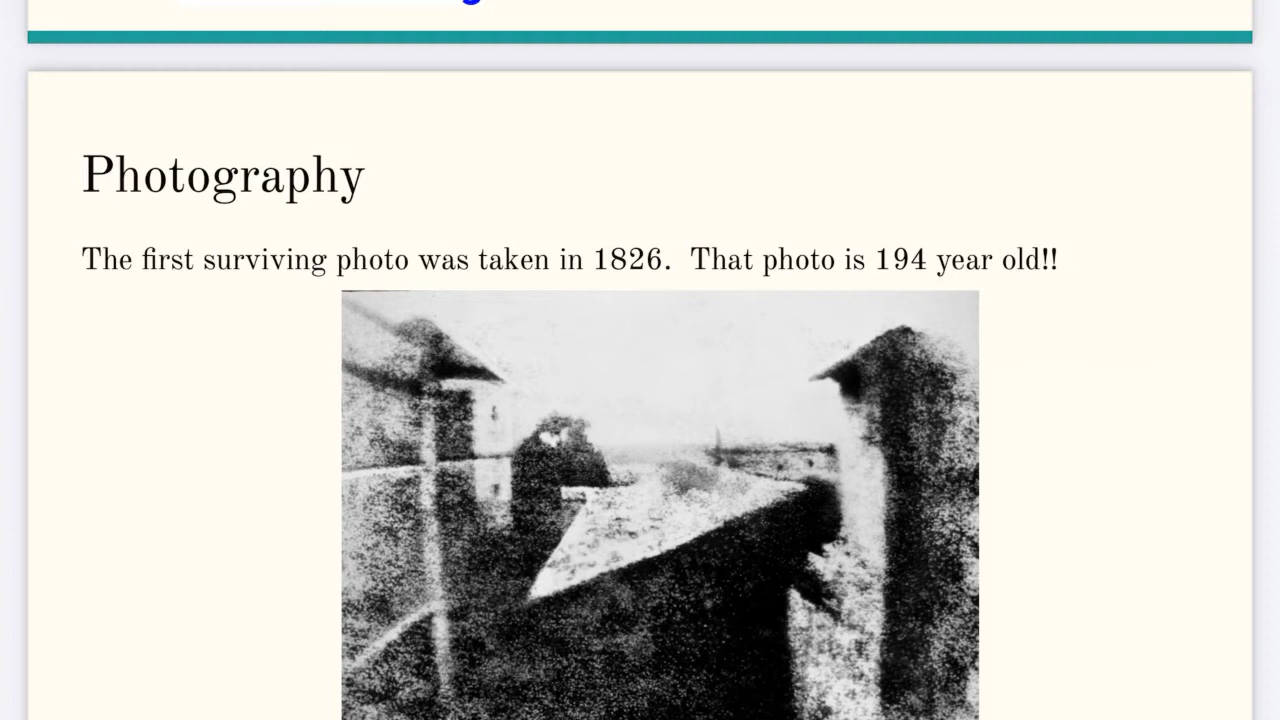 Photography
The first surviving photo was taken in 1826. That photo is 194 year old!!